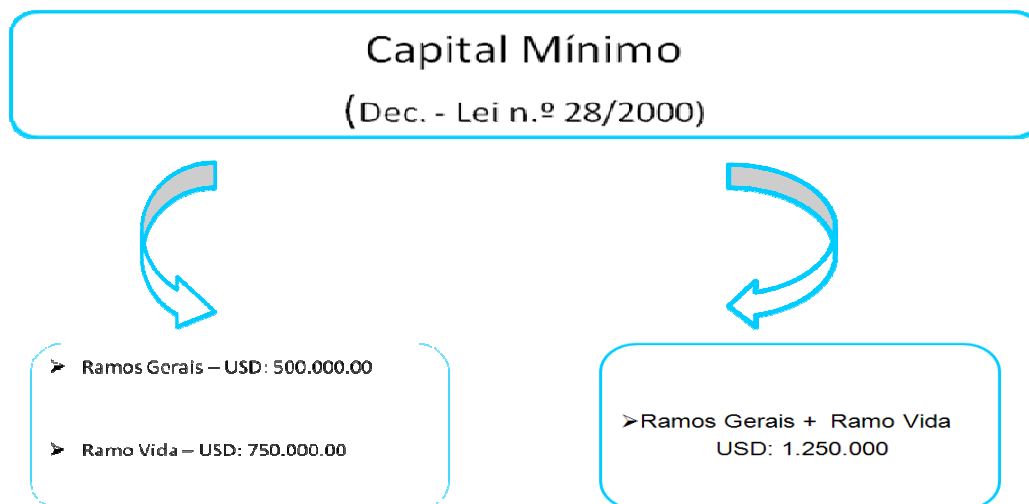 Capital Mínimo
(Dec. - Lei n.º 28/2000)
➢ Ramos Gerais – USD: 500.000.00
➢ Ramo Vida – USD: 750.000.00
➢Ramos Gerais + Ramo Vida
USD: 1.250.000